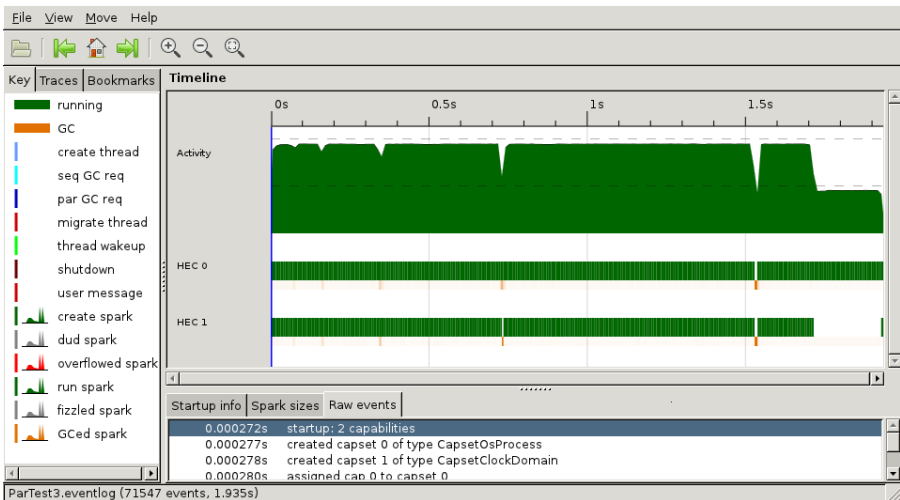 File View Move Help
Key Traces Bookmarks
Timeline
running
GC
create thread
seq GC req
par GC req
migrate thread
thread wakeup
shutdown
user message
create spark
dud spark
overflowed spark
run spark
fizzled spark
GCed spark
0s 0.5s 1s 1.5s
Activity
HEC 0
HEC 1
Startup info Spark sizes Raw events
0.000272s startup: 2 capabilities
0.000277s created capset 0 of type CapsetOsProcess
0.000278s created capset 1 of type CapsetClockDomain
0.000280s assigned cap 0 to capset 0
ParTest3.eventlog (71547 events, 1.935s)